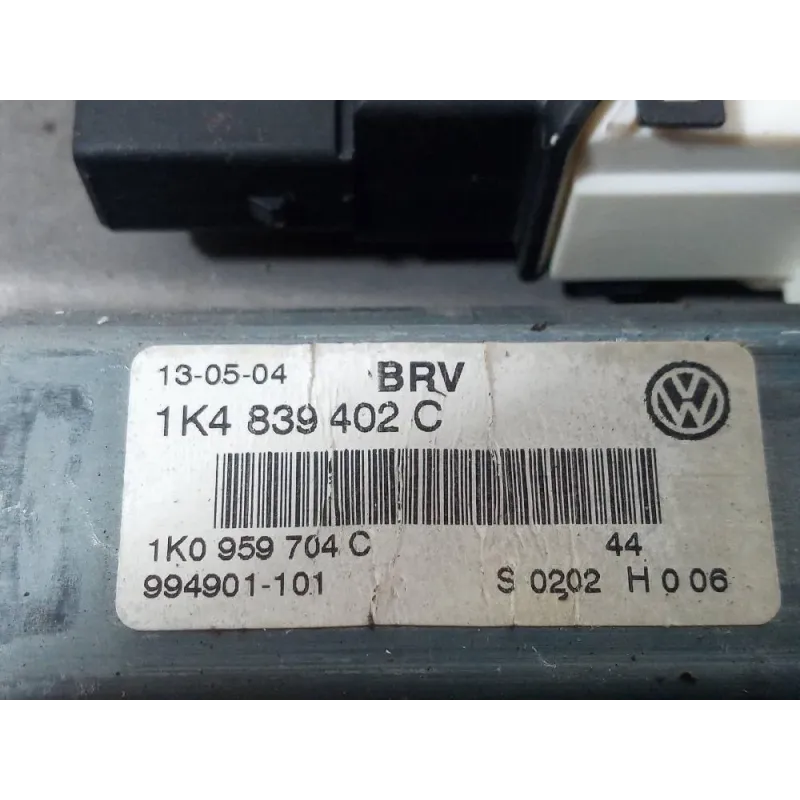 13-05-04 BRV
1K4 839 402 C
1K0 959 704 C 44
994901-101 S 0202 H 0 06